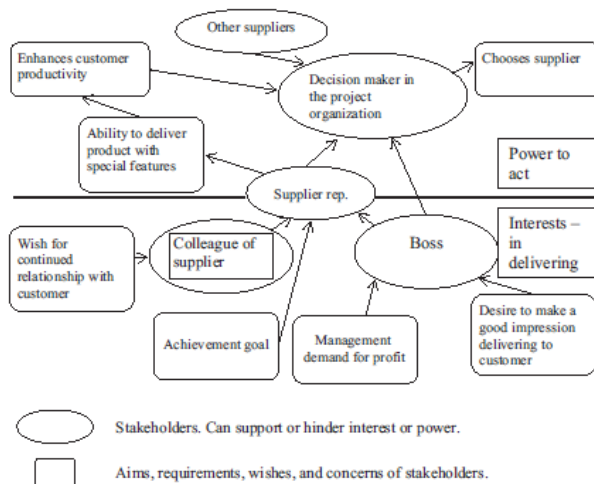 Other suppliers
Enhances customer
productivity
Decision maker in
the project
organization
Chooses supplier
Ability to deliver
product with
special features
Power to
act
Supplier rep.
Interests –
in
delivering
Wish for
continued
relationship with
customer
Colleague of
supplier
Boss
Achievement goal
Management
demand for profit
Desire to make a
good impression
delivering to
customer
Stakeholders. Can support or hinder interest or power.
Aims, requirements, wishes, and concerns of stakeholders.